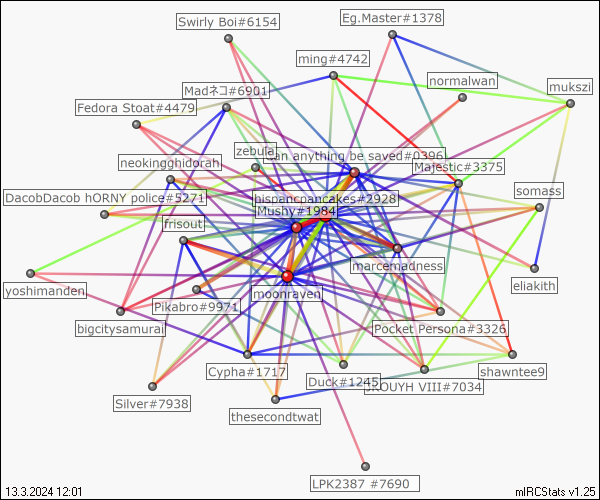 Eg.Master#1378
Swirly Boi#6154
ming#4742
normalwan
mukszi
Madネコ#6901
Fedora Stoat#4479
zebula
an anything be saved#0396
neokingghidorah
Majestic#3375
DacobDacob hORNY police#5271
hispancpancakes#2928
somass
Mushy#1984
frisout
marcemadness
eliakith
yoshimanden
moonraven
Pikabro#9971
bigcitysamurai
Pocket Persona#3326
Cypha#1717
shawntee9
Duck#1245
JKOUYH VIII#7034
Silver#7938
thesecondtwat
LPK2387 #7690
13.3.2024 12:01
mIRCStats v1.25